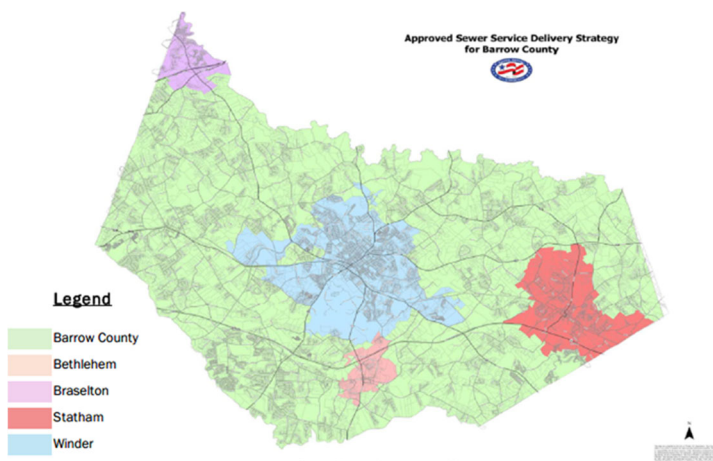 Approved Sewer Service Delivery Strategy
for Barrow County
Legend
Barrow County
Bethlehem
Braselton
Statham
Winder